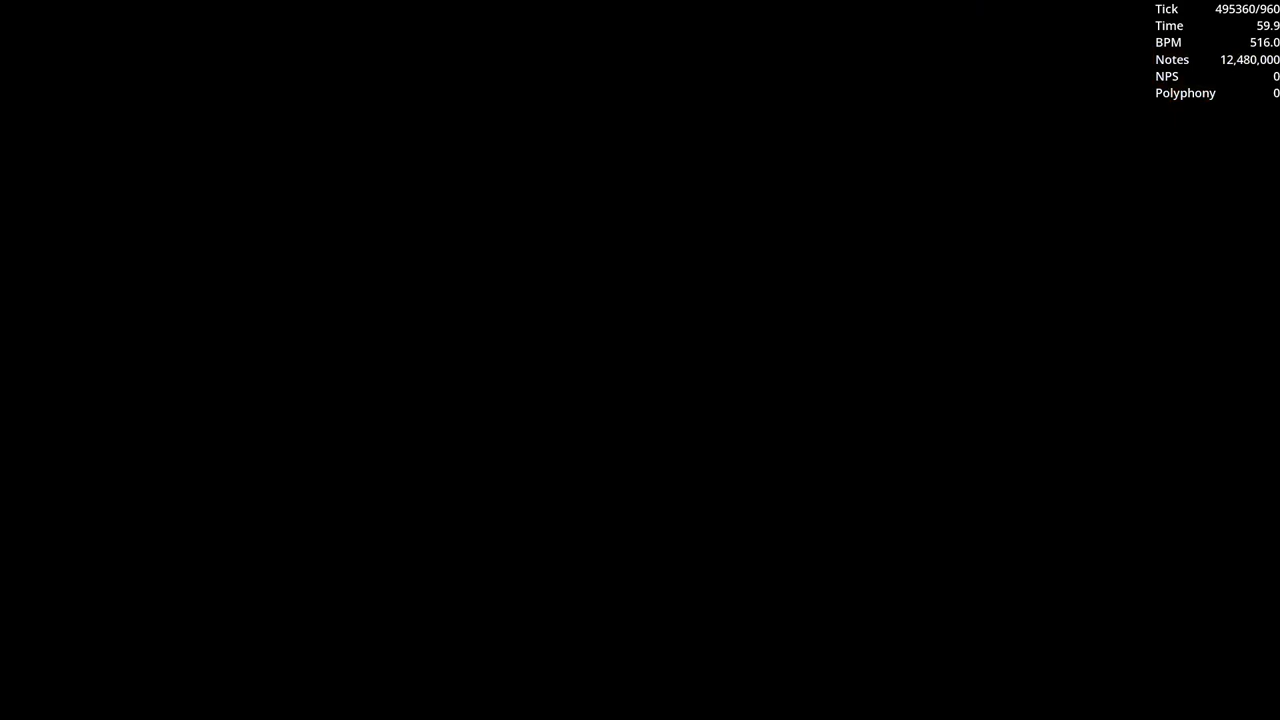 Tick 495360/960
Time 59.9
BPM 516.0
Notes 12,480,000
NPS 0
Polyphony 0